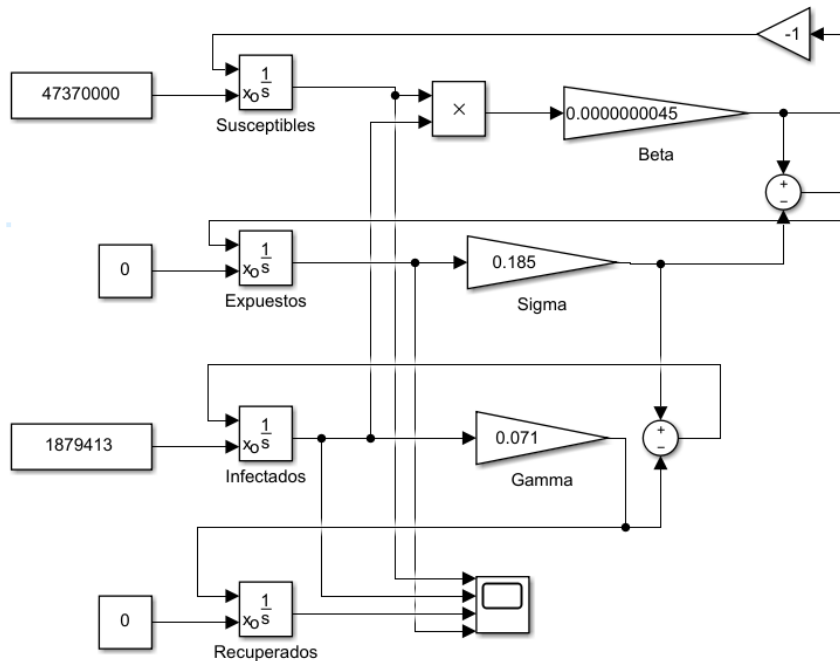 -1
47370000
x₀ 1/s
Susceptibles
×
0.0000000045
Beta
+
−
0
x₀ 1/s
Expuestos
0.185
Sigma
1879413
x₀ 1/s
Infectados
0.071
Gamma
+
−
0
x₀ 1/s
Recuperados